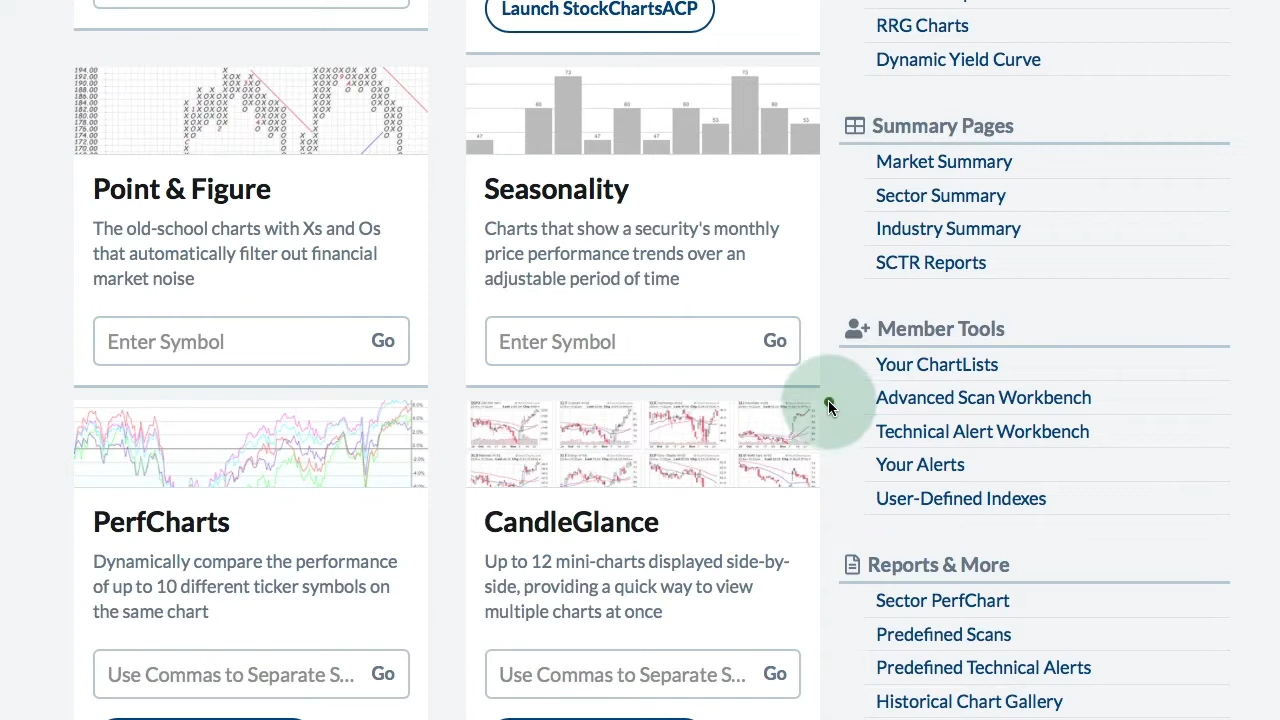 Launch StockChartsACP
RRG Charts
Dynamic Yield Curve
Point & Figure
The old-school charts with Xs and Os
that automatically filter out financial
market noise
Enter Symbol Go
Seasonality
Charts that show a security's monthly
price performance trends over an
adjustable period of time
Enter Symbol Go
PerfCharts
Dynamically compare the performance
of up to 10 different ticker symbols on
the same chart
Use Commas to Separate S... Go
CandleGlance
Up to 12 mini-charts displayed side-by-
side, providing a quick way to view
multiple charts at once
Use Commas to Separate S... Go
Summary Pages
Market Summary
Sector Summary
Industry Summary
SCTR Reports
Member Tools
Your ChartLists
Advanced Scan Workbench
Technical Alert Workbench
Your Alerts
User-Defined Indexes
Reports & More
Sector PerfChart
Predefined Scans
Predefined Technical Alerts
Historical Chart Gallery